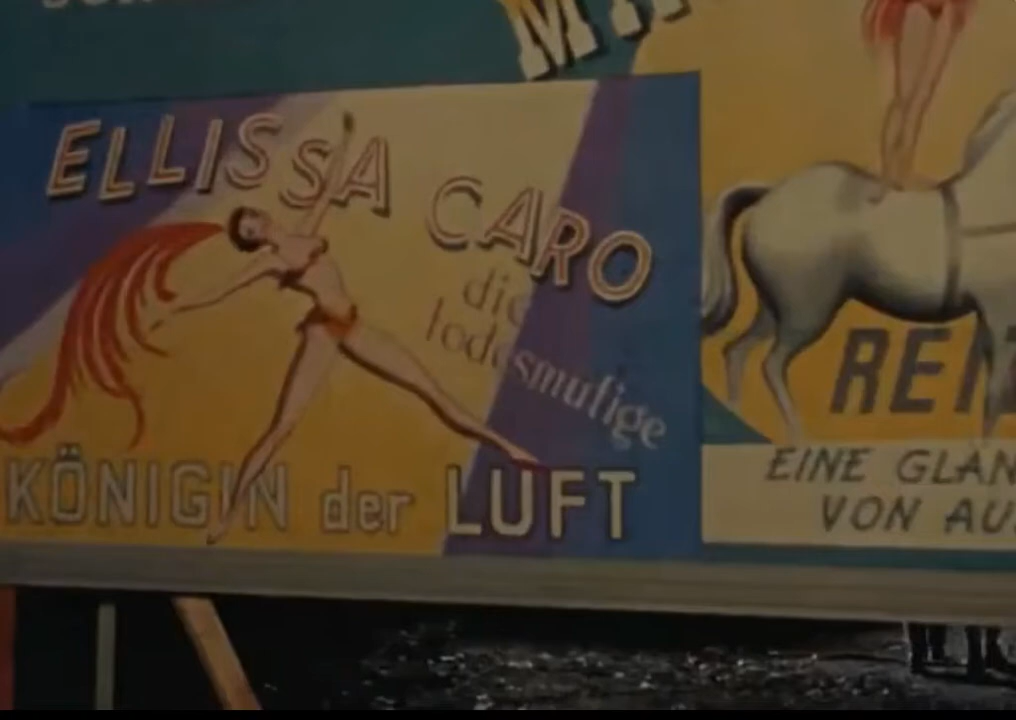 ELLISSA CARO
die
todesmutige
KÖNIGIN der LUFT
EINE GLAN
VON AU